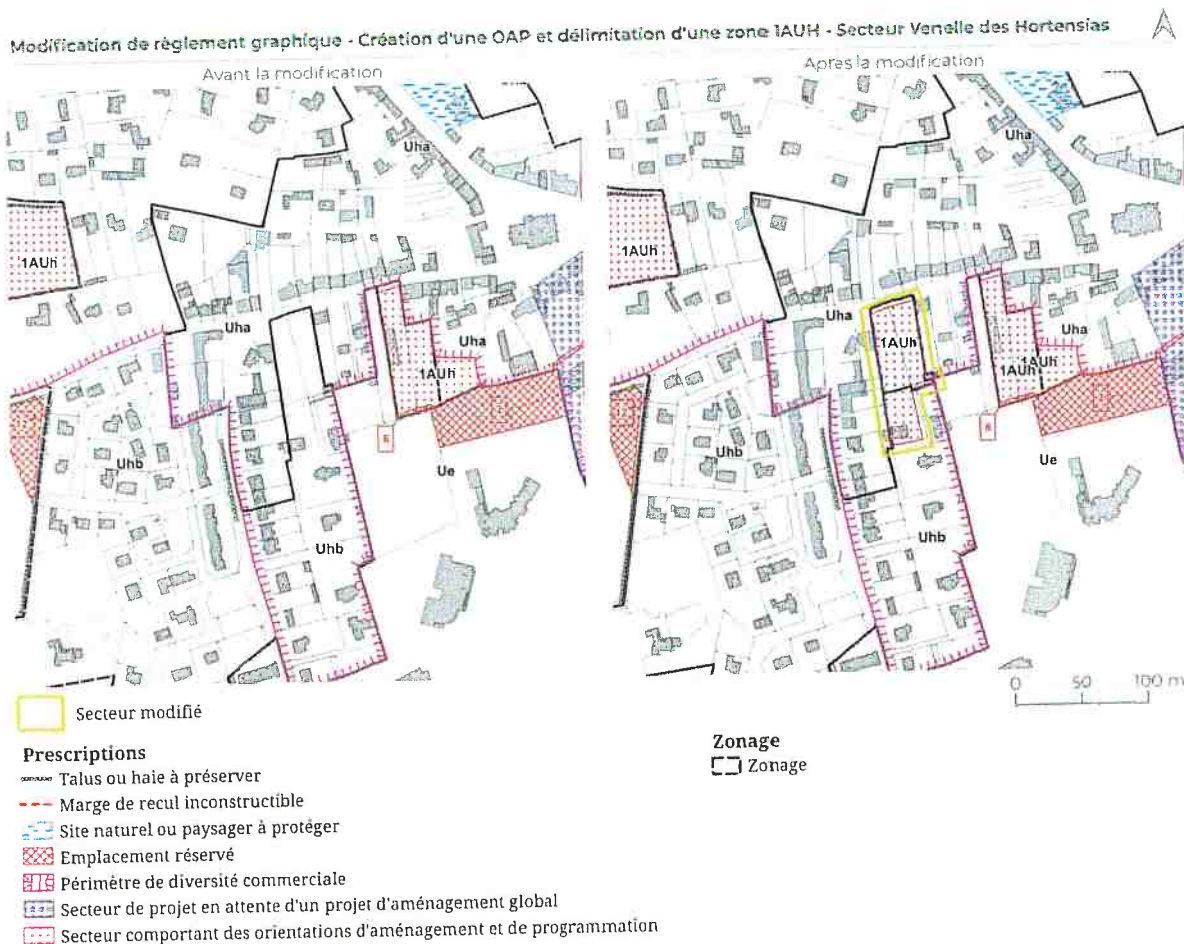 Modification de règlement graphique - Création d'une OAP et délimitation d'une zone 1AUH - Secteur Venelle des Hortensias
Avant la modification
Après la modification
Uha
1AUh
Uha
Uha
1AUh
Uhb
Ue
Uhb
Uha
1AUh
Uha
1AUh
Uha
1AUh
1AUh
Uhb
Ue
Uhb
0 50 100 m
Secteur modifié
Prescriptions
Talus ou haie à préserver
Marge de recul inconstructible
Site naturel ou paysager à protéger
Emplacement réservé
Périmètre de diversité commerciale
Secteur de projet en attente d'un projet d'aménagement global
Secteur comportant des orientations d'aménagement et de programmation
Zonage
Zonage